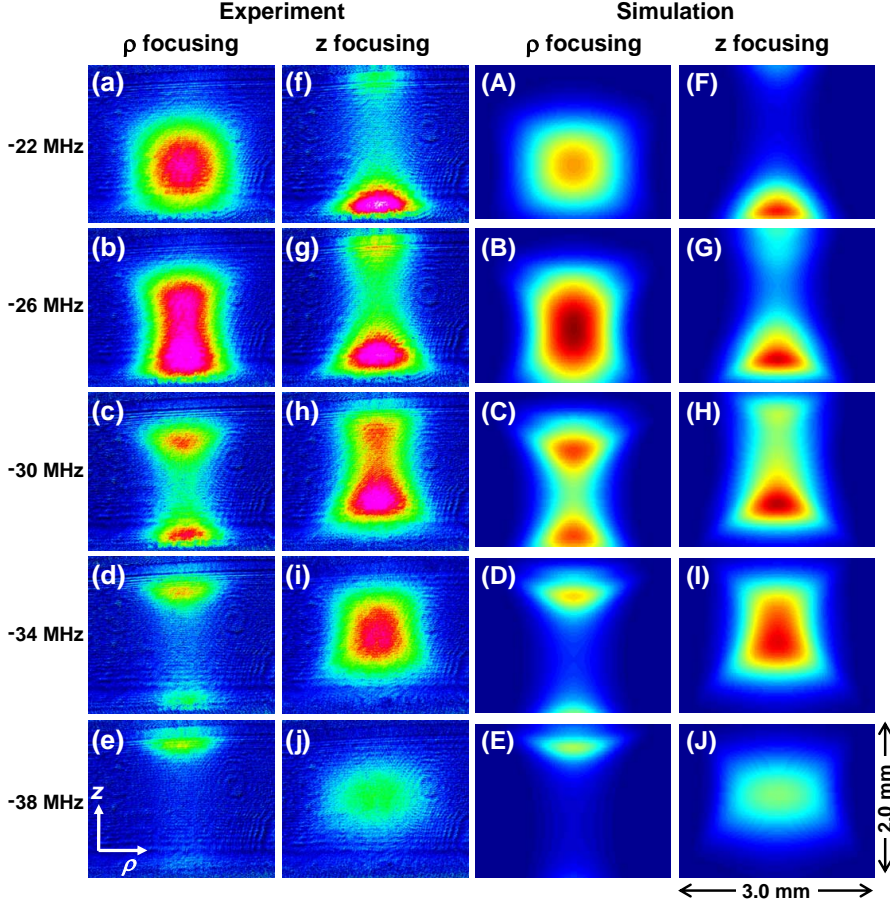 Experiment Simulation
ρ focusing z focusing ρ focusing z focusing
-22 MHz (a) (f) (A) (F)
-26 MHz (b) (g) (B) (G)
-30 MHz (c) (h) (C) (H)
-34 MHz (d) (i) (D) (I)
-38 MHz (e) (j) (E) (J)
z
ρ
2.0 mm
3.0 mm